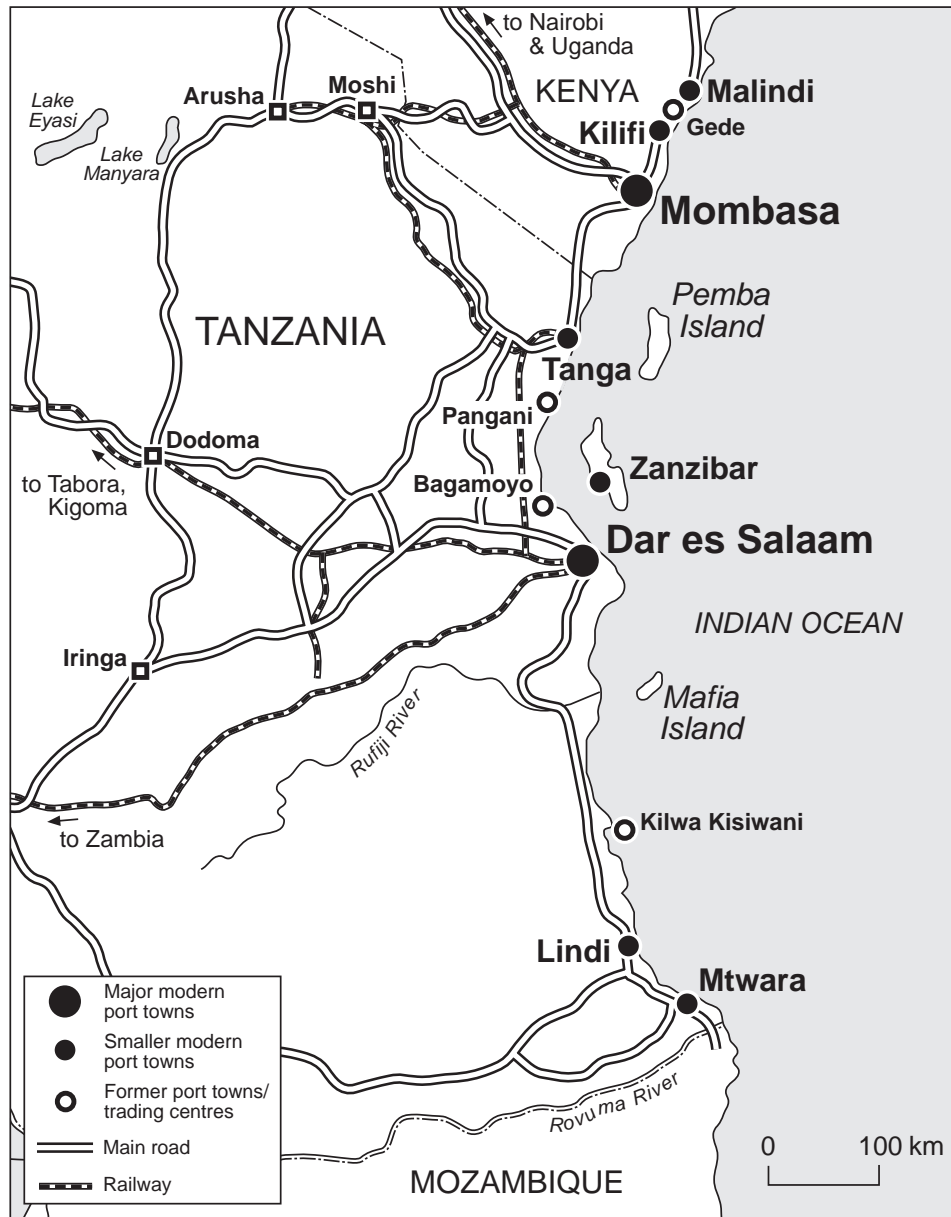 to Nairobi
& Uganda
KENYA
Malindi
Gede
Kilifi
Mombasa
Moshi
Arusha
Lake
Eyasi
Lake
Manyara
Pemba
Island
TANZANIA
Tanga
Pangani
Dodoma
to Tabora,
Kigoma
Zanzibar
Bagamoyo
Dar es Salaam
INDIAN OCEAN
Iringa
Mafia
Island
Rufiji River
to Zambia
Kilwa Kisiwani
Lindi
Mtwara
Rovuma River
MOZAMBIQUE
Major modern
port towns
Smaller modern
port towns
Former port towns/
trading centres
Main road
Railway
0 100 km